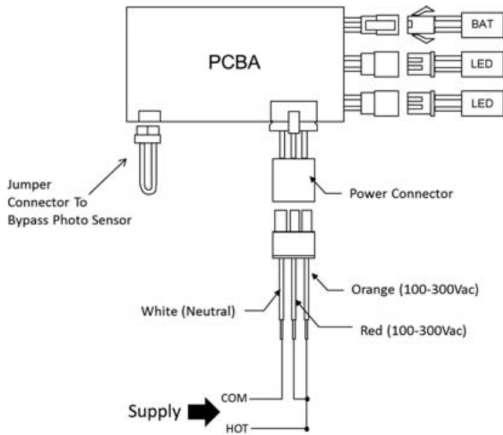 PCBA
BAT
LED
LED
Jumper
Connector To
Bypass Photo Sensor
Power Connector
White (Neutral)
Orange (100-300Vac)
Red (100-300Vac)
COM
Supply
HOT